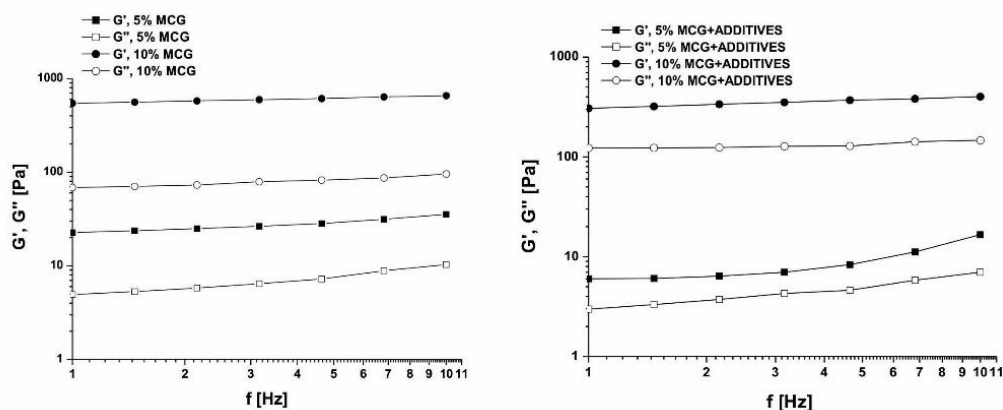 G', 5% MCG
G'', 5% MCG
G', 10% MCG
G'', 10% MCG
1000
100
10
1
G', G'' [Pa]
1 2 3 4 5 6 7 8 9 10 11
f [Hz]
G', 5% MCG+ADDITIVES
G'', 5% MCG+ADDITIVES
G', 10% MCG+ADDITIVES
G'', 10% MCG+ADDITIVES
1000
100
10
1
G', G'' [Pa]
1 2 3 4 5 6 7 8 9 10 11
f [Hz]